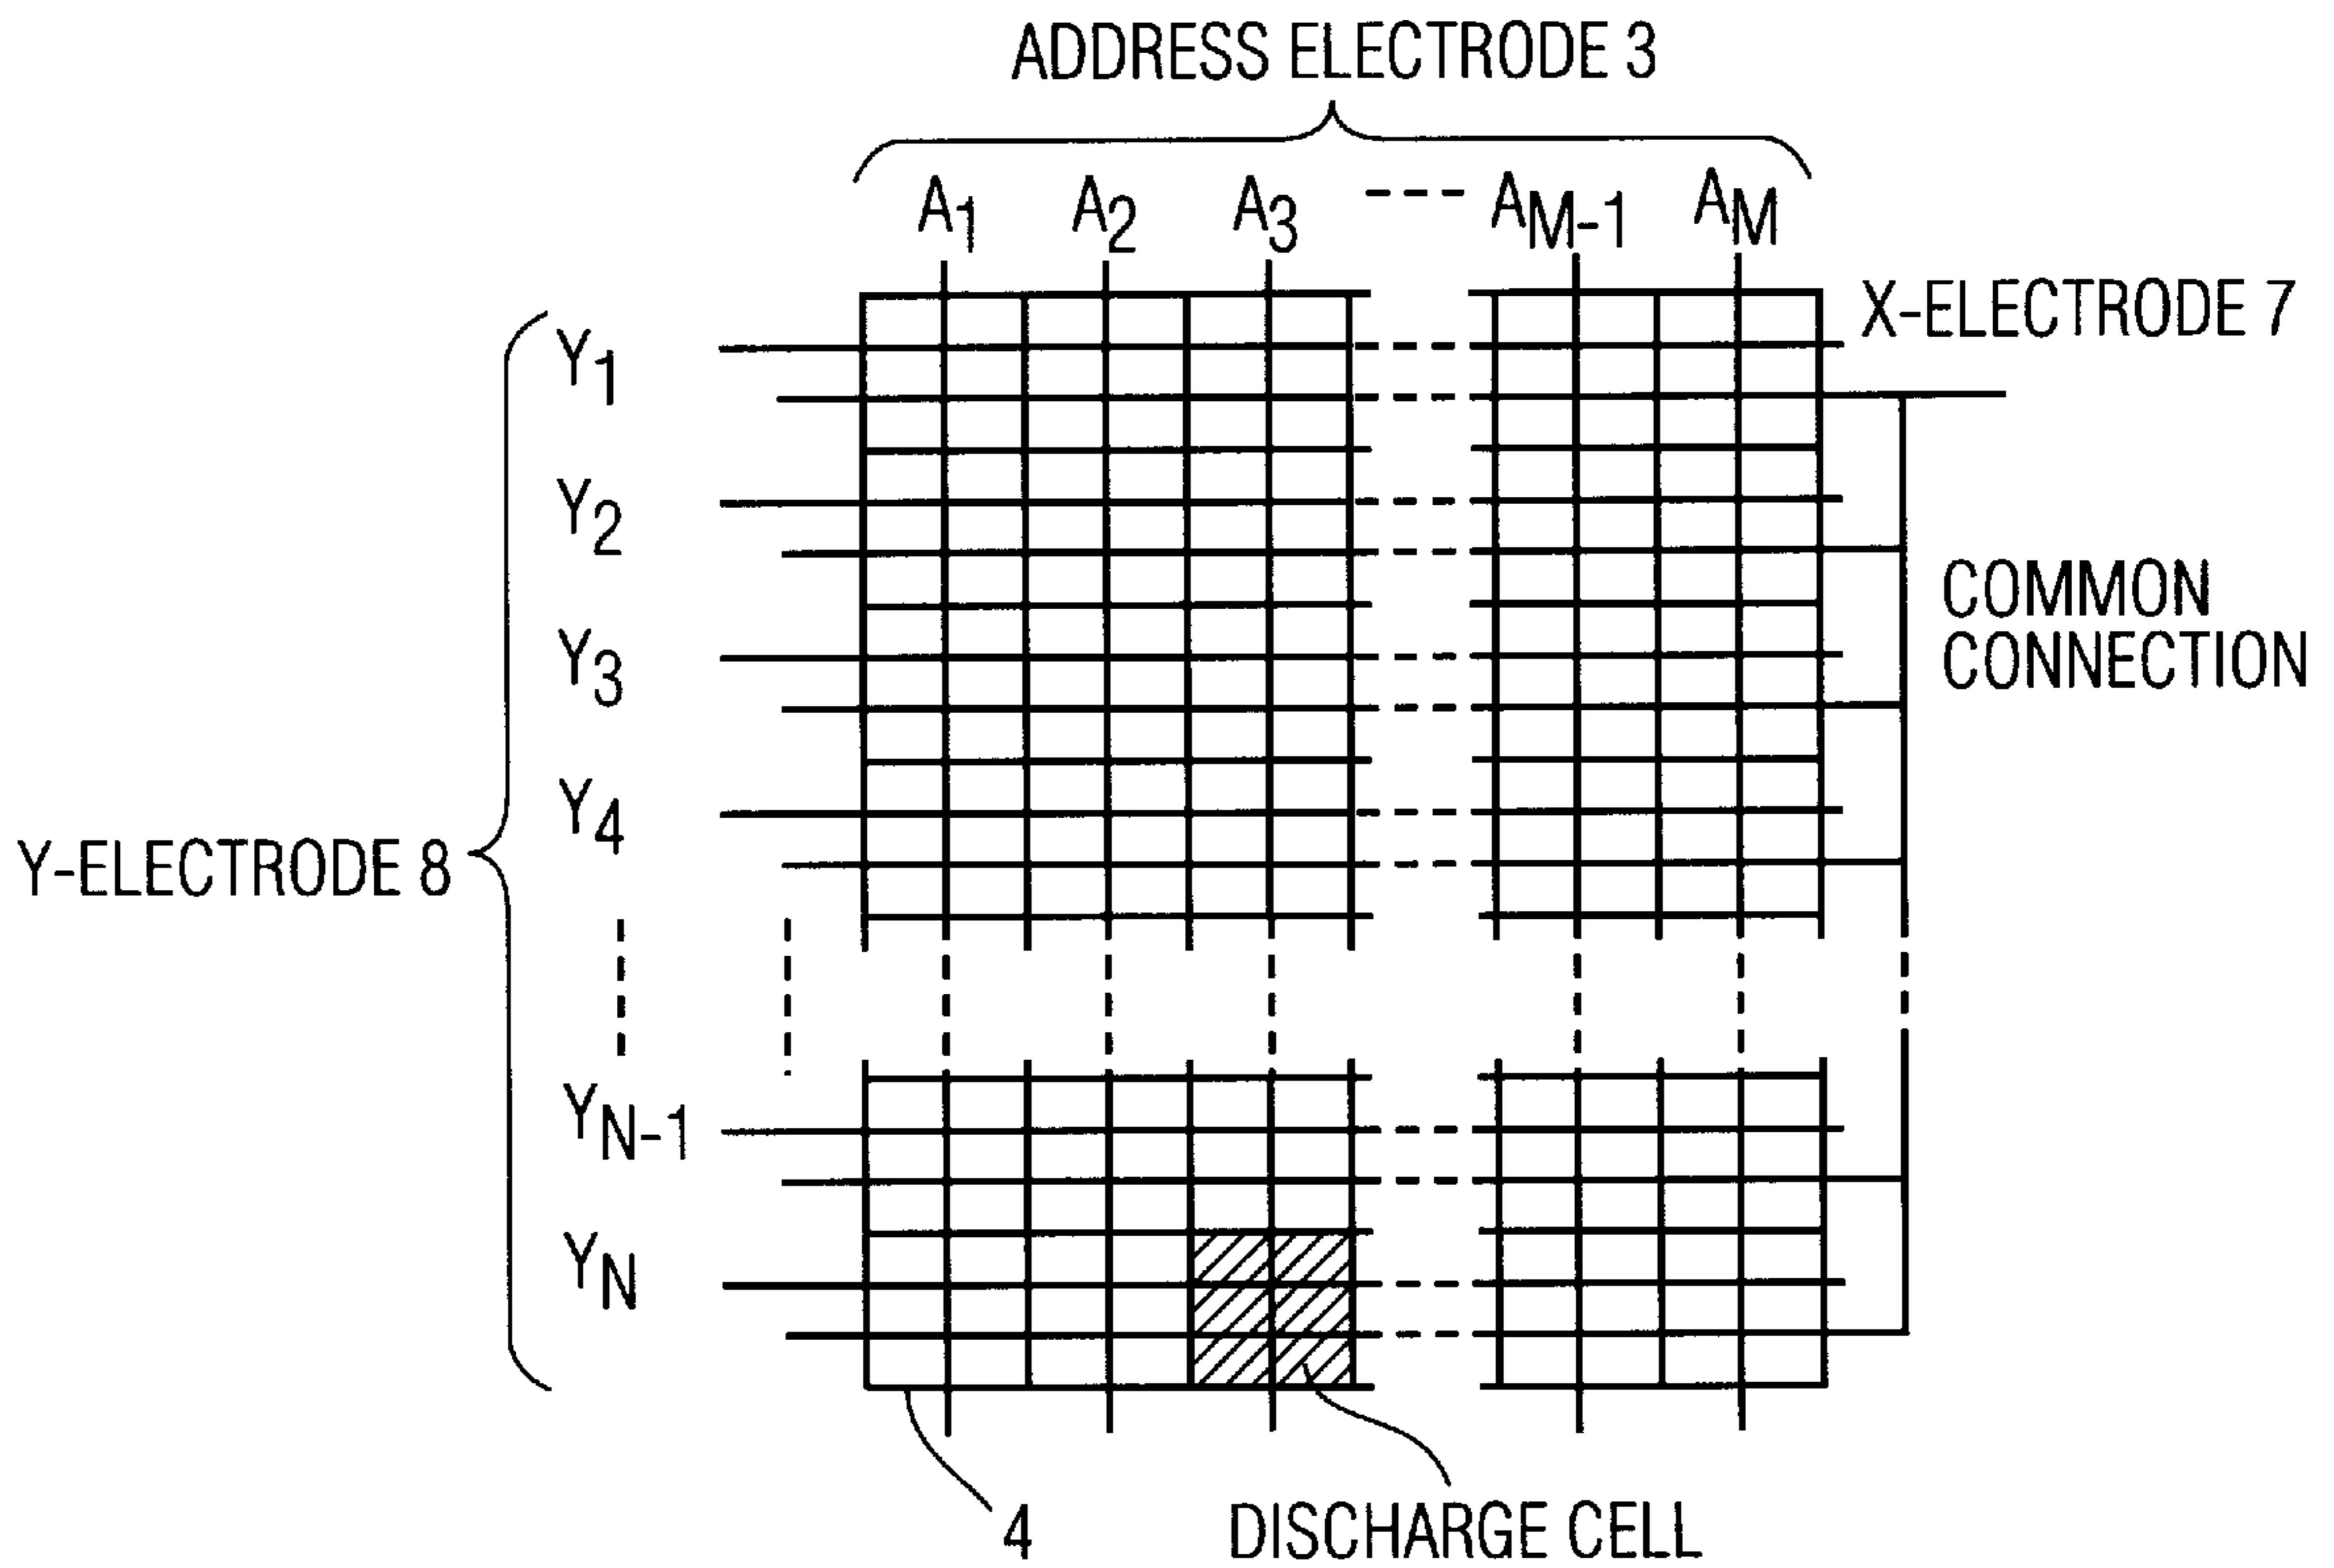 ADDRESS ELECTRODE 3
A1 A2 A3 ---- AM-1 AM
X-ELECTRODE 7
Y1
Y2
COMMON
CONNECTION
Y3
Y4
Y-ELECTRODE 8
YN-1
YN
4
DISCHARGE CELL